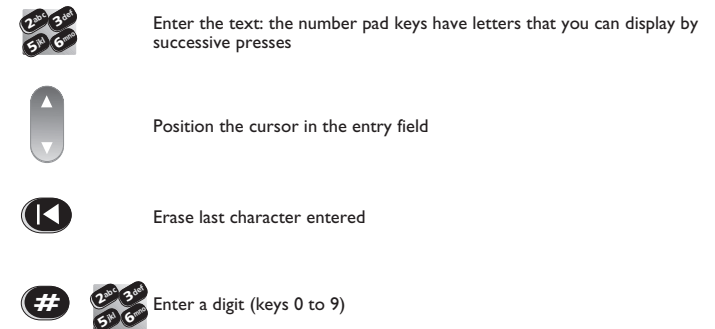 2abc 3def
5jkl 6mno
Enter the text: the number pad keys have letters that you can display by
successive presses
Position the cursor in the entry field
Erase last character entered
#
2abc 3def
5jkl 6mno
Enter a digit (keys 0 to 9)